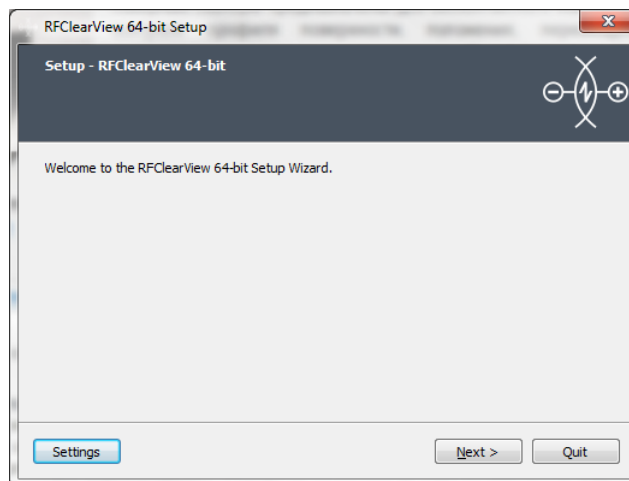 RFClearView 64-bit Setup
Setup - RFClearView 64-bit
Welcome to the RFClearView 64-bit Setup Wizard.
Settings
Next >
Quit